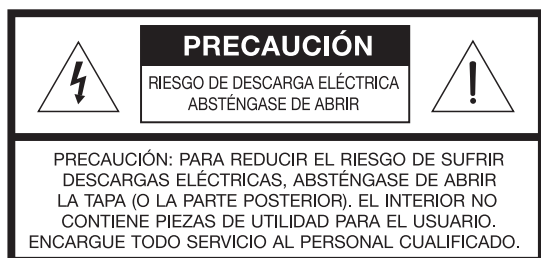 PRECAUCIÓN
RIESGO DE DESCARGA ELÉCTRICA
ABSTÉNGASE DE ABRIR
PRECAUCIÓN: PARA REDUCIR EL RIESGO DE SUFRIR
DESCARGAS ELÉCTRICAS, ABSTÉNGASE DE ABRIR
LA TAPA (O LA PARTE POSTERIOR). EL INTERIOR NO
CONTIENE PIEZAS DE UTILIDAD PARA EL USUARIO.
ENCARGUE TODO SERVICIO AL PERSONAL CUALIFICADO.